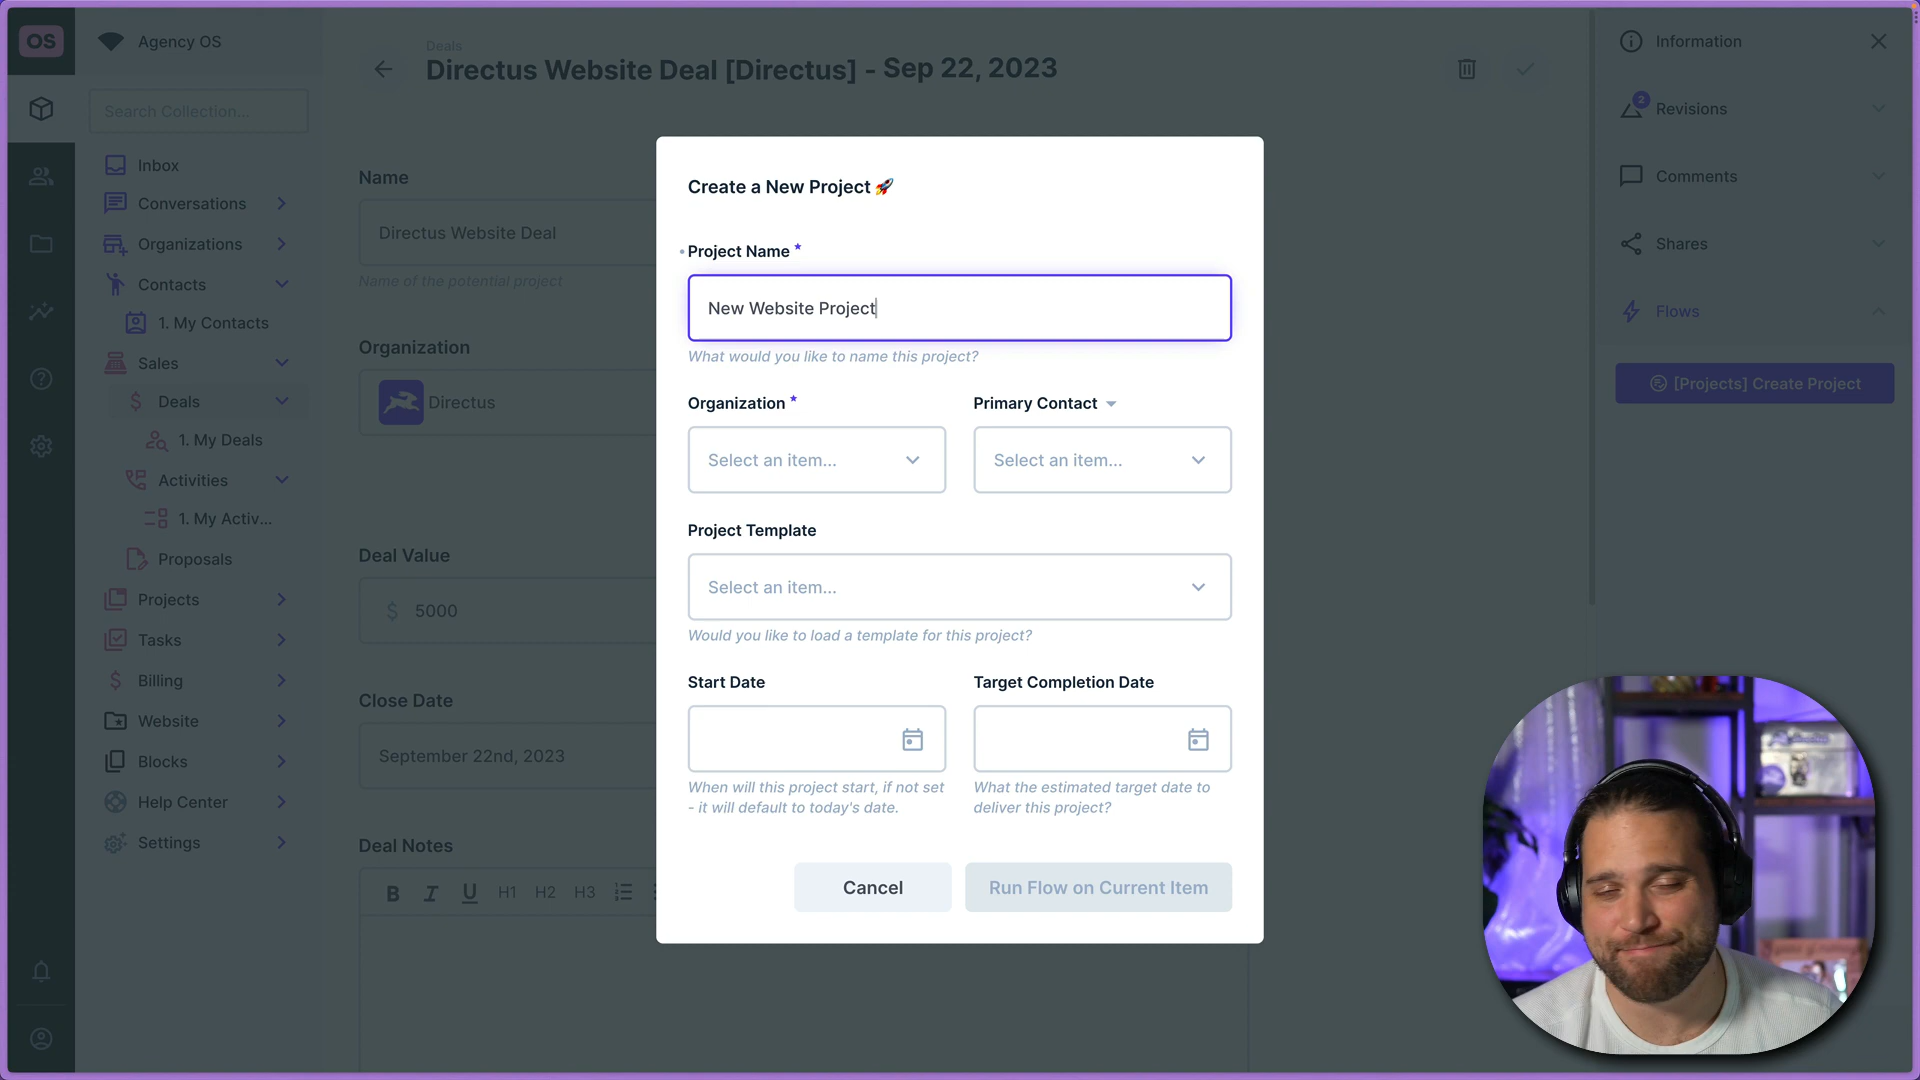 OS
Agency OS
Search Collection...
Inbox
Conversations
Organizations
Contacts
1. My Contacts
Sales
Deals
1. My Deals
Activities
1. My Activ...
Proposals
Projects
Tasks
Billing
Website
Blocks
Help Center
Settings
Deals
Directus Website Deal [Directus] - Sep 22, 2023
Name
Directus Website Deal
Name of the potential project
Organization
Directus
Deal Value
$ 5000
Close Date
September 22nd, 2023
Deal Notes
B I U H1 H2 H3
Create a New Project 🚀
Project Name *
New Website Project
What would you like to name this project?
Organization *
Primary Contact
Select an item...
Select an item...
Project Template
Select an item...
Would you like to load a template for this project?
Start Date
Target Completion Date
When will this project start, if not set
- it will default to today's date.
What the estimated target date to
deliver this project?
Cancel
Run Flow on Current Item
Information
2
Revisions
Comments
Shares
Flows
[Projects] Create Project